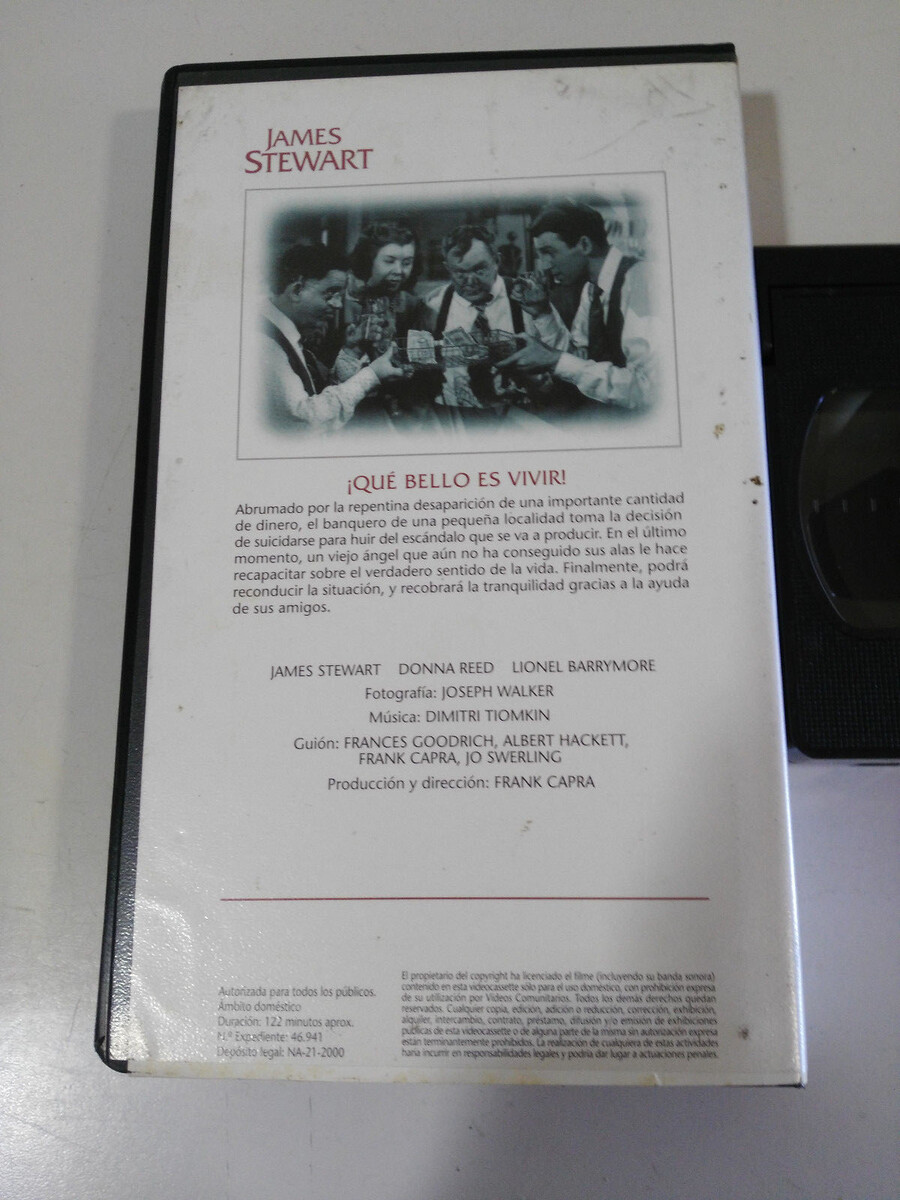 JAMES
STEWART
¡QUÉ BELLO ES VIVIR!
Abrumado por la repentina desaparición de una importante cantidad
de dinero, el banquero de una pequeña localidad toma la decisión
de suicidarse para huir del escándalo que se va a producir. En el último
momento, un viejo ángel que aún no ha conseguido sus alas le hace
recapacitar sobre el verdadero sentido de la vida. Finalmente, podrá
reconducir la situación, y recobrará la tranquilidad gracias a la ayuda
de sus amigos.
JAMES STEWART DONNA REED LIONEL BARRYMORE
Fotografía: JOSEPH WALKER
Música: DIMITRI TIOMKIN
Guión: FRANCES GOODRICH, ALBERT HACKETT,
FRANK CAPRA, JO SWERLING
Producción y dirección: FRANK CAPRA
Autorizada para todos los públicos.
Ámbito doméstico
Duración: 122 minutos aprox.
N.º Expediente: 46.941
Depósito legal: NA-21-2000
El propietario del copyright ha licenciado el filme (incluyendo su banda sonora)
contenido en esta videocassette sólo para el uso doméstico, con prohibición expresa
de su utilización por Vídeos Comunitarios. Todos los demás derechos quedan
reservados. Cualquier copia, edición, adición o reducción, corrección, exhibición,
alquiler, intercambio, contrato, préstamo, difusión y/o emisión de exhibiciones
públicas de esta videocassette o de alguna parte de la misma sin autorización expresa
están terminantemente prohibidos. La realización de cualquiera de estas actividades
haría incurrir en responsabilidades legales y podría dar lugar a actuaciones penales.